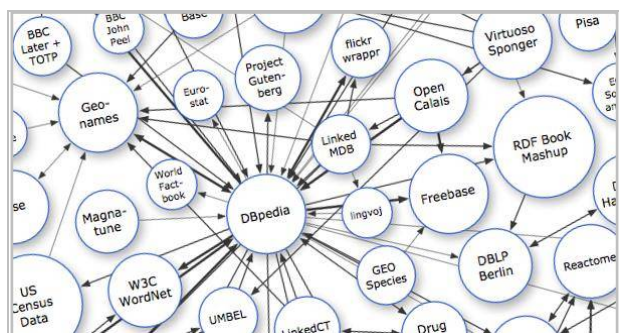 BBC
Later +
TOTP
BBC
John
Peel
flickr
wrappr
Virtuoso
Sponger
Pisa
Geo-
names
Euro-
stat
Project
Guten-
berg
Open
Calais
Linked
MDB
RDF Book
Mashup
World
Fact-
book
Magna-
tune
DBpedia
lingvoj
Freebase
DBLP
Berlin
GEO
Species
Reactome
US
Census
Data
W3C
WordNet
UMBEL
LinkedCT
Drug